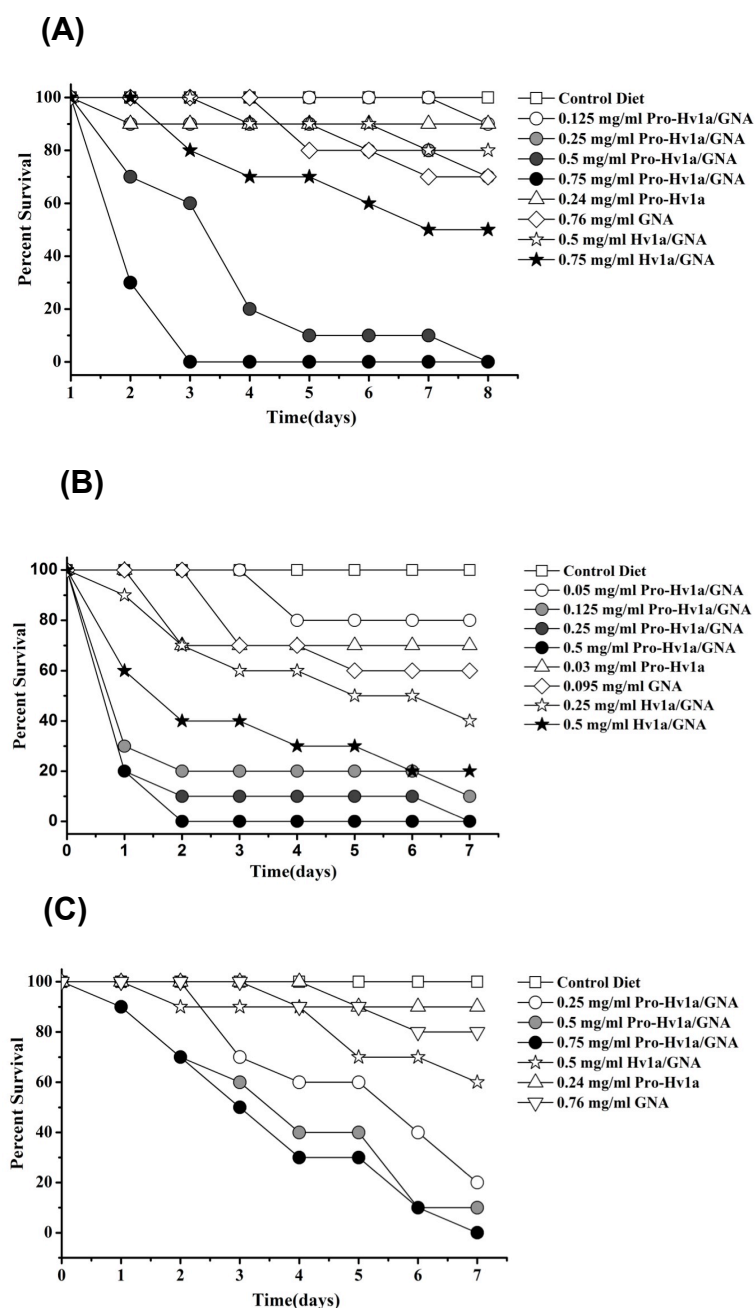 (A)
100
80
60
40
20
0
Percent Survival
1 2 3 4 5 6 7 8
Time(days)
Control Diet
0.125 mg/ml Pro-Hv1a/GNA
0.25 mg/ml Pro-Hv1a/GNA
0.5 mg/ml Pro-Hv1a/GNA
0.75 mg/ml Pro-Hv1a/GNA
0.24 mg/ml Pro-Hv1a
0.76 mg/ml GNA
0.5 mg/ml Hv1a/GNA
0.75 mg/ml Hv1a/GNA
(B)
100
80
60
40
20
0
Percent Survival
0 1 2 3 4 5 6 7
Time(days)
Control Diet
0.05 mg/ml Pro-Hv1a/GNA
0.125 mg/ml Pro-Hv1a/GNA
0.25 mg/ml Pro-Hv1a/GNA
0.5 mg/ml Pro-Hv1a/GNA
0.03 mg/ml Pro-Hv1a
0.095 mg/ml GNA
0.25 mg/ml Hv1a/GNA
0.5 mg/ml Hv1a/GNA
(C)
100
80
60
40
20
0
Percent Survival
0 1 2 3 4 5 6 7
Time(days)
Control Diet
0.25 mg/ml Pro-Hv1a/GNA
0.5 mg/ml Pro-Hv1a/GNA
0.75 mg/ml Pro-Hv1a/GNA
0.5 mg/ml Hv1a/GNA
0.24 mg/ml Pro-Hv1a
0.76 mg/ml GNA